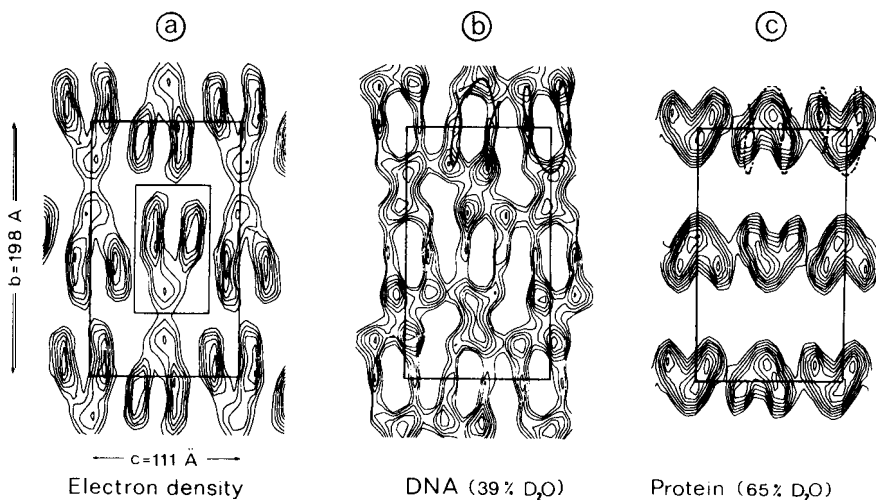 a b c
b=198 Å
c=111 Å
Electron density DNA (39% D₂O) Protein (65% D₂O)